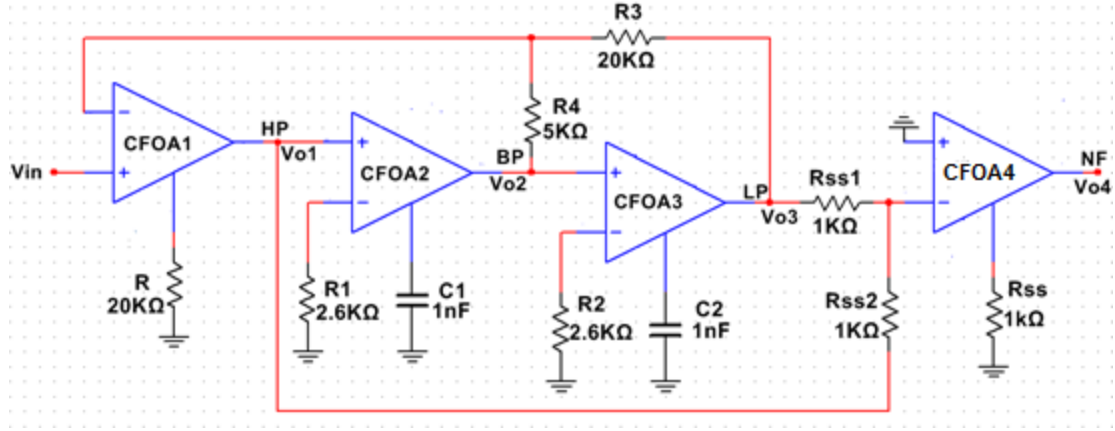 R3
20KΩ
R4
5KΩ
CFOA1
HP
Vo1
CFOA2
BP
Vo2
CFOA3
LP
Vo3
Rss1
1KΩ
CFOA4
NF
Vo4
Vin
R
20KΩ
R1
2.6KΩ
C1
1nF
R2
2.6KΩ
C2
1nF
Rss2
1KΩ
Rss
1kΩ